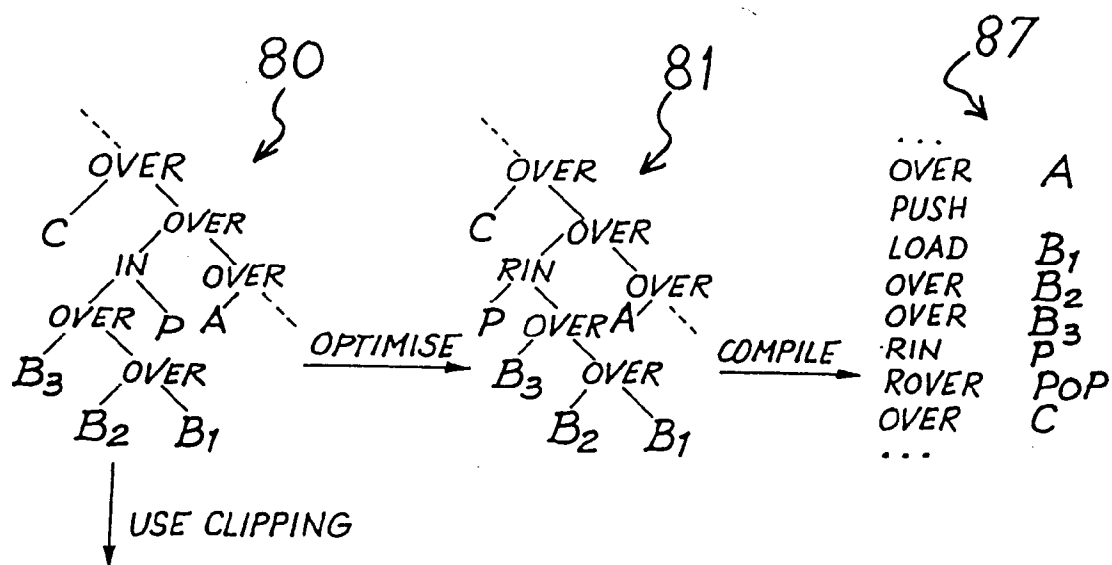 80
81
87
OVER
C
OVER
IN
OVER
OVER
P
A
B3
OVER
B2
B1
OPTIMISE
OVER
C
OVER
RIN
OVER
P
OVER
A
B3
OVER
B2
B1
COMPILE
...
OVER A
PUSH
LOAD B1
OVER B2
OVER B3
RIN P
ROVER POP
OVER C
...
USE CLIPPING